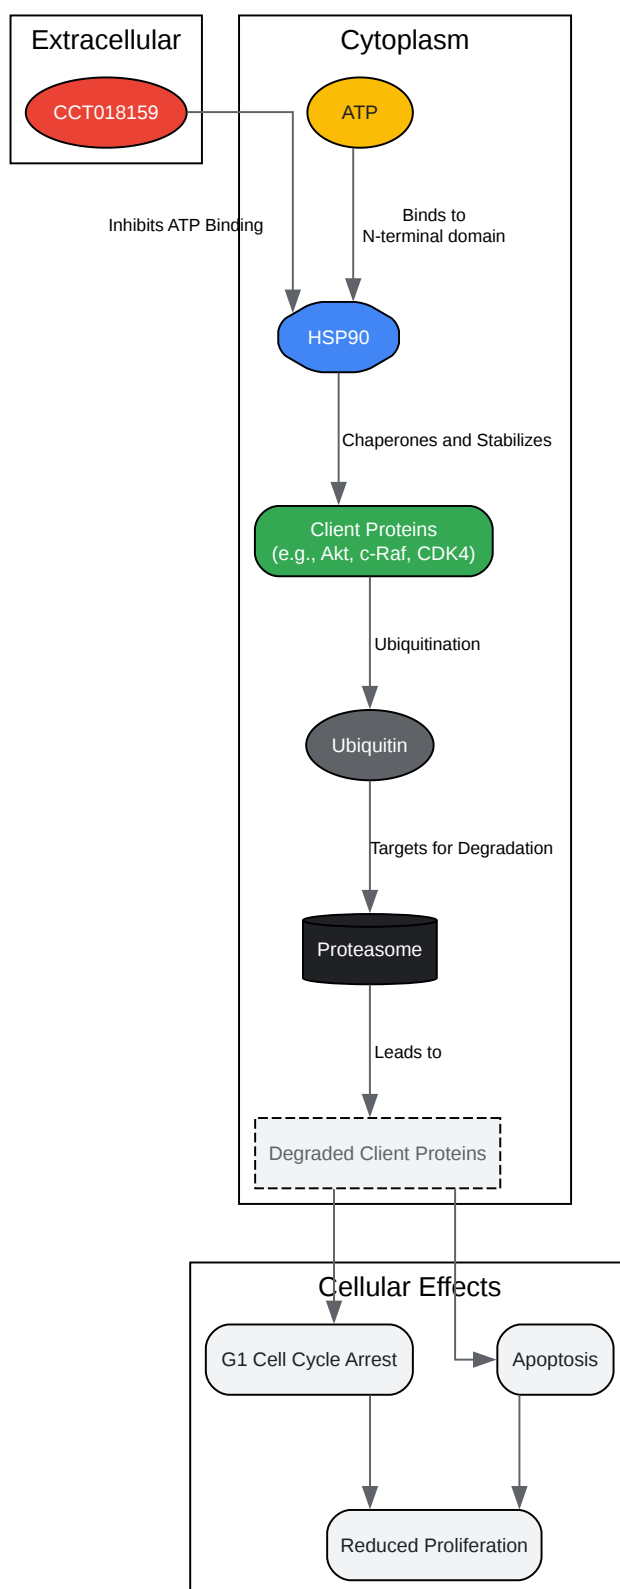 Extracellular
Cytoplasm
CCT018159
ATP
Inhibits ATP Binding
Binds to
N-terminal domain
HSP90
Chaperones and Stabilizes
Client Proteins
(e.g., Akt, c-Raf, CDK4)
Ubiquitination
Ubiquitin
Targets for Degradation
Proteasome
Leads to
Degraded Client Proteins
Cellular Effects
G1 Cell Cycle Arrest
Apoptosis
Reduced Proliferation